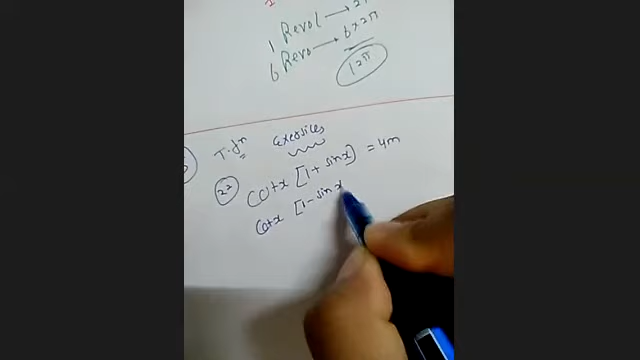 1 Revol → 2π
6 Revo → 6×2π
12π
T.fn Exercises
22 Cotx [1 + sinx] = 4m
Cotx [1 - sinx